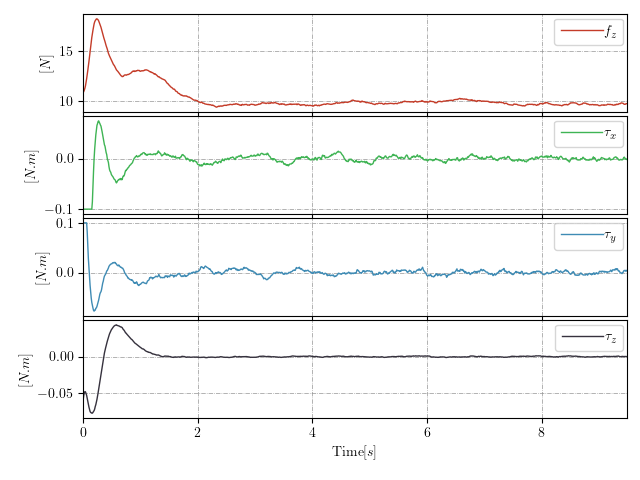 f_z
15
10
[N]
τ_x
0.0
−0.1
[N.m]
τ_y
0.1
0.0
[N.m]
τ_z
0.00
−0.05
[N.m]
0 2 4 6 8
Time[s]